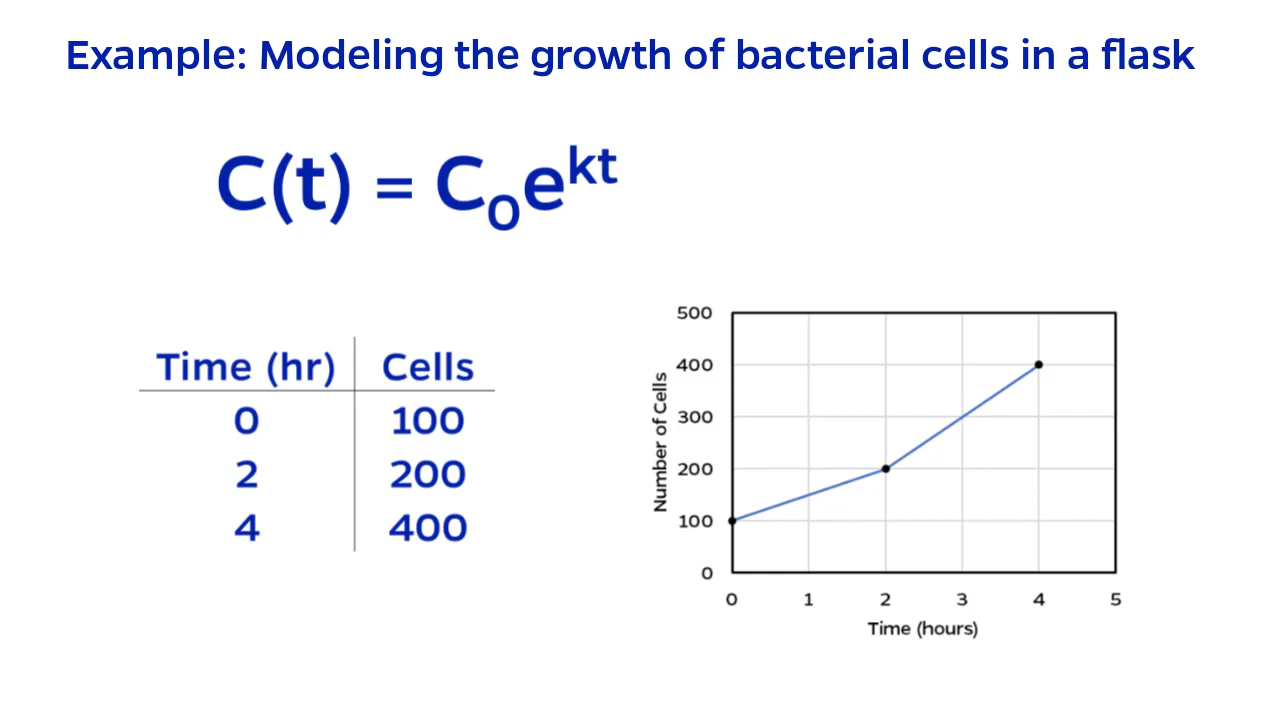 Example: Modeling the growth of bacterial cells in a flask
C(t) = C₀eᵏᵗ
Time (hr) Cells
0 100
2 200
4 400
500
400
300
200
100
0
Number of Cells
0 1 2 3 4 5
Time (hours)